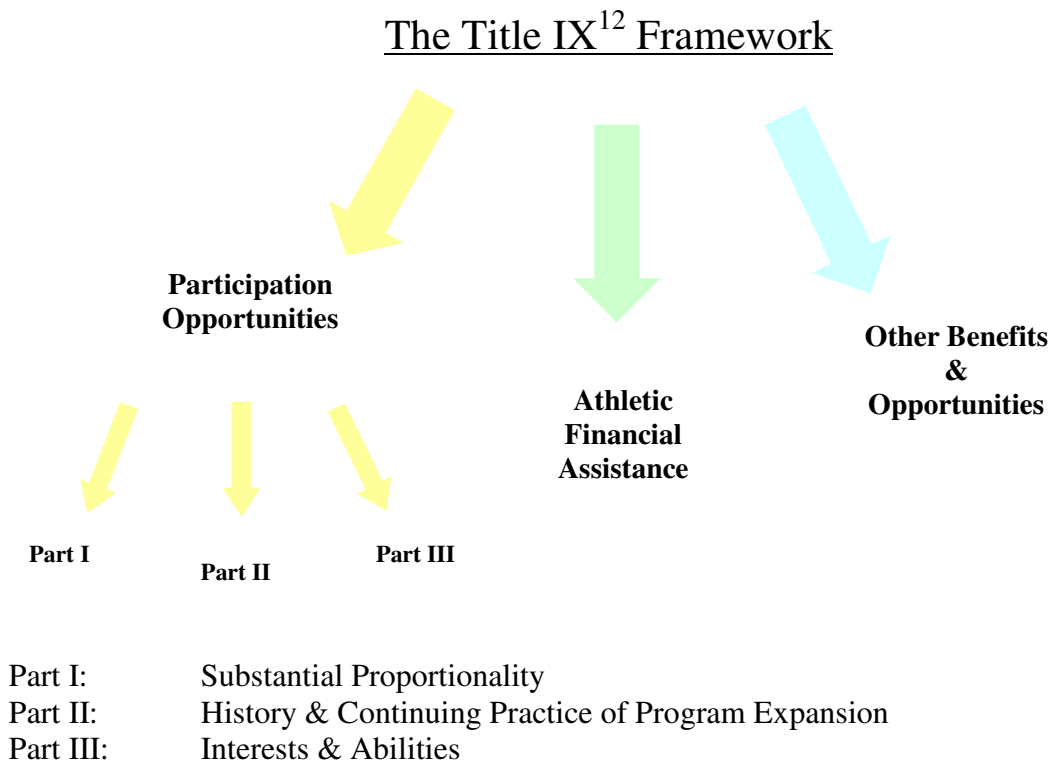 The Title IX12 Framework
Participation
Opportunities
Athletic
Financial
Assistance
Other Benefits
&
Opportunities
Part I
Part II
Part III
Part I: Substantial Proportionality
Part II: History & Continuing Practice of Program Expansion
Part III: Interests & Abilities